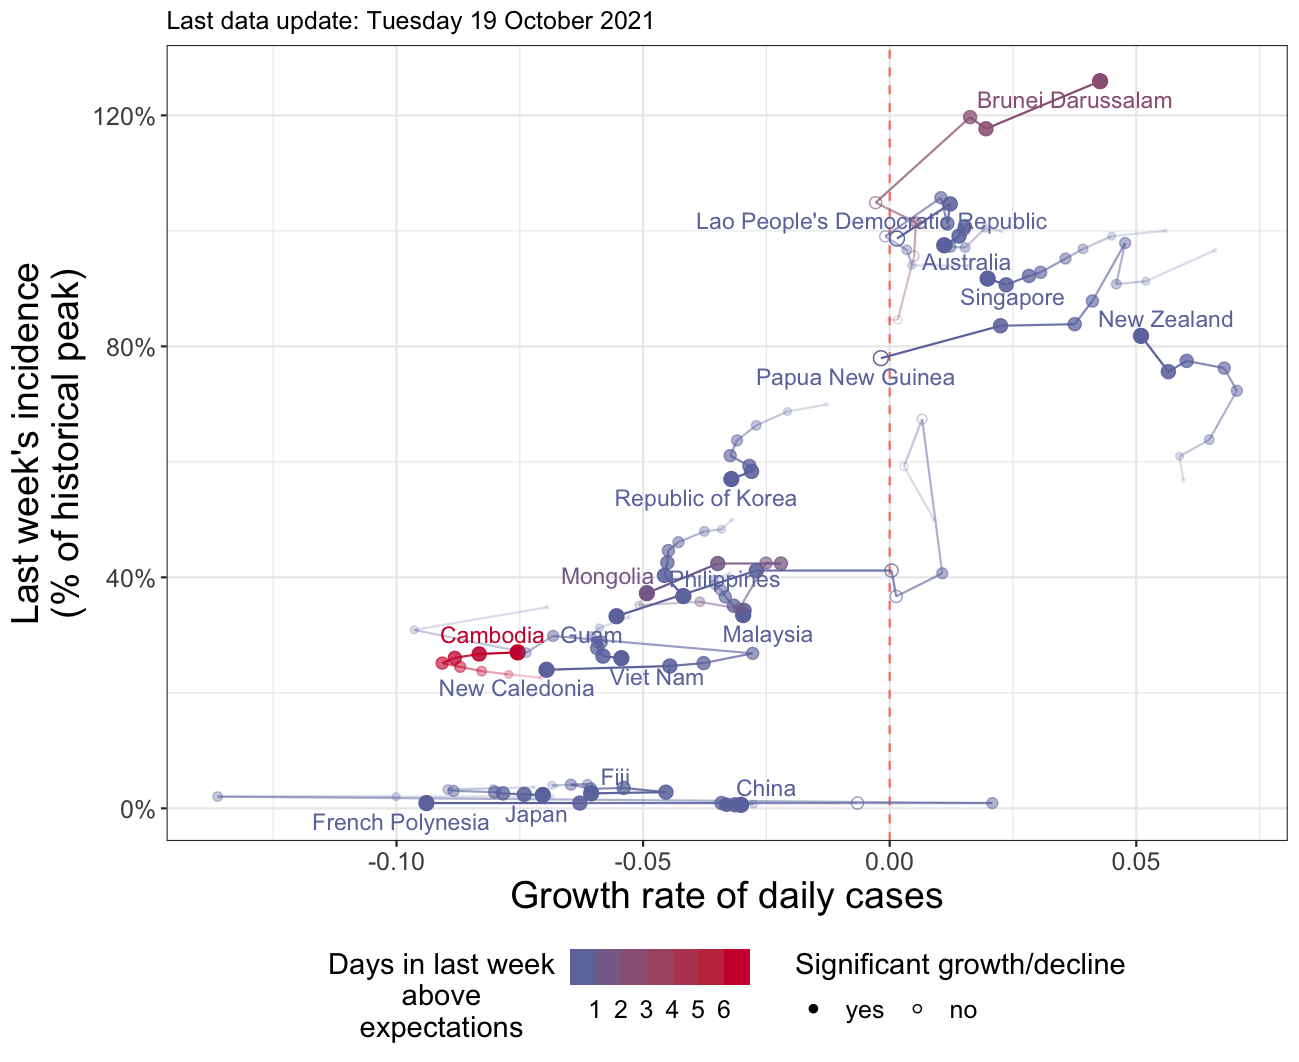 Last data update: Tuesday 19 October 2021
Last week's incidence
(% of historical peak)
120%
80%
40%
0%
Brunei Darussalam
Lao People's Democratic Republic
Australia
Singapore
New Zealand
Papua New Guinea
Republic of Korea
Mongolia
Philippines
Cambodia
Guam
Malaysia
New Caledonia
Viet Nam
Fiji
China
French Polynesia
Japan
-0.10
-0.05
0.00
0.05
Growth rate of daily cases
Days in last week
above
expectations
1 2 3 4 5 6
Significant growth/decline
yes
no